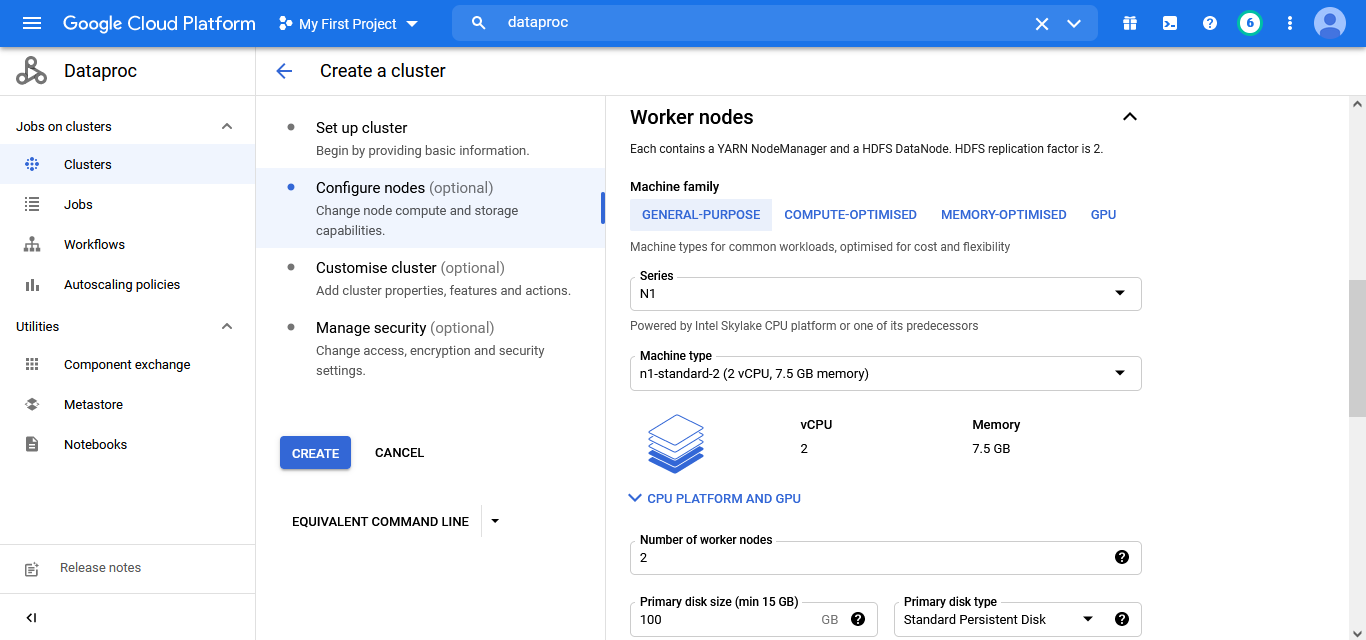 Google Cloud Platform
My First Project
dataproc
6
Dataproc
Create a cluster
Jobs on clusters
Clusters
Jobs
Workflows
Autoscaling policies
Utilities
Component exchange
Metastore
Notebooks
Release notes
Set up cluster
Begin by providing basic information.
Configure nodes (optional)
Change node compute and storage
capabilities.
Customise cluster (optional)
Add cluster properties, features and actions.
Manage security (optional)
Change access, encryption and security
settings.
CREATE CANCEL
EQUIVALENT COMMAND LINE
Worker nodes
Each contains a YARN NodeManager and a HDFS DataNode. HDFS replication factor is 2.
Machine family
GENERAL-PURPOSE COMPUTE-OPTIMISED MEMORY-OPTIMISED GPU
Machine types for common workloads, optimised for cost and flexibility
Series
N1
Powered by Intel Skylake CPU platform or one of its predecessors
Machine type
n1-standard-2 (2 vCPU, 7.5 GB memory)
vCPU Memory
2 7.5 GB
CPU PLATFORM AND GPU
Number of worker nodes
2
Primary disk size (min 15 GB) Primary disk type
100 GB Standard Persistent Disk